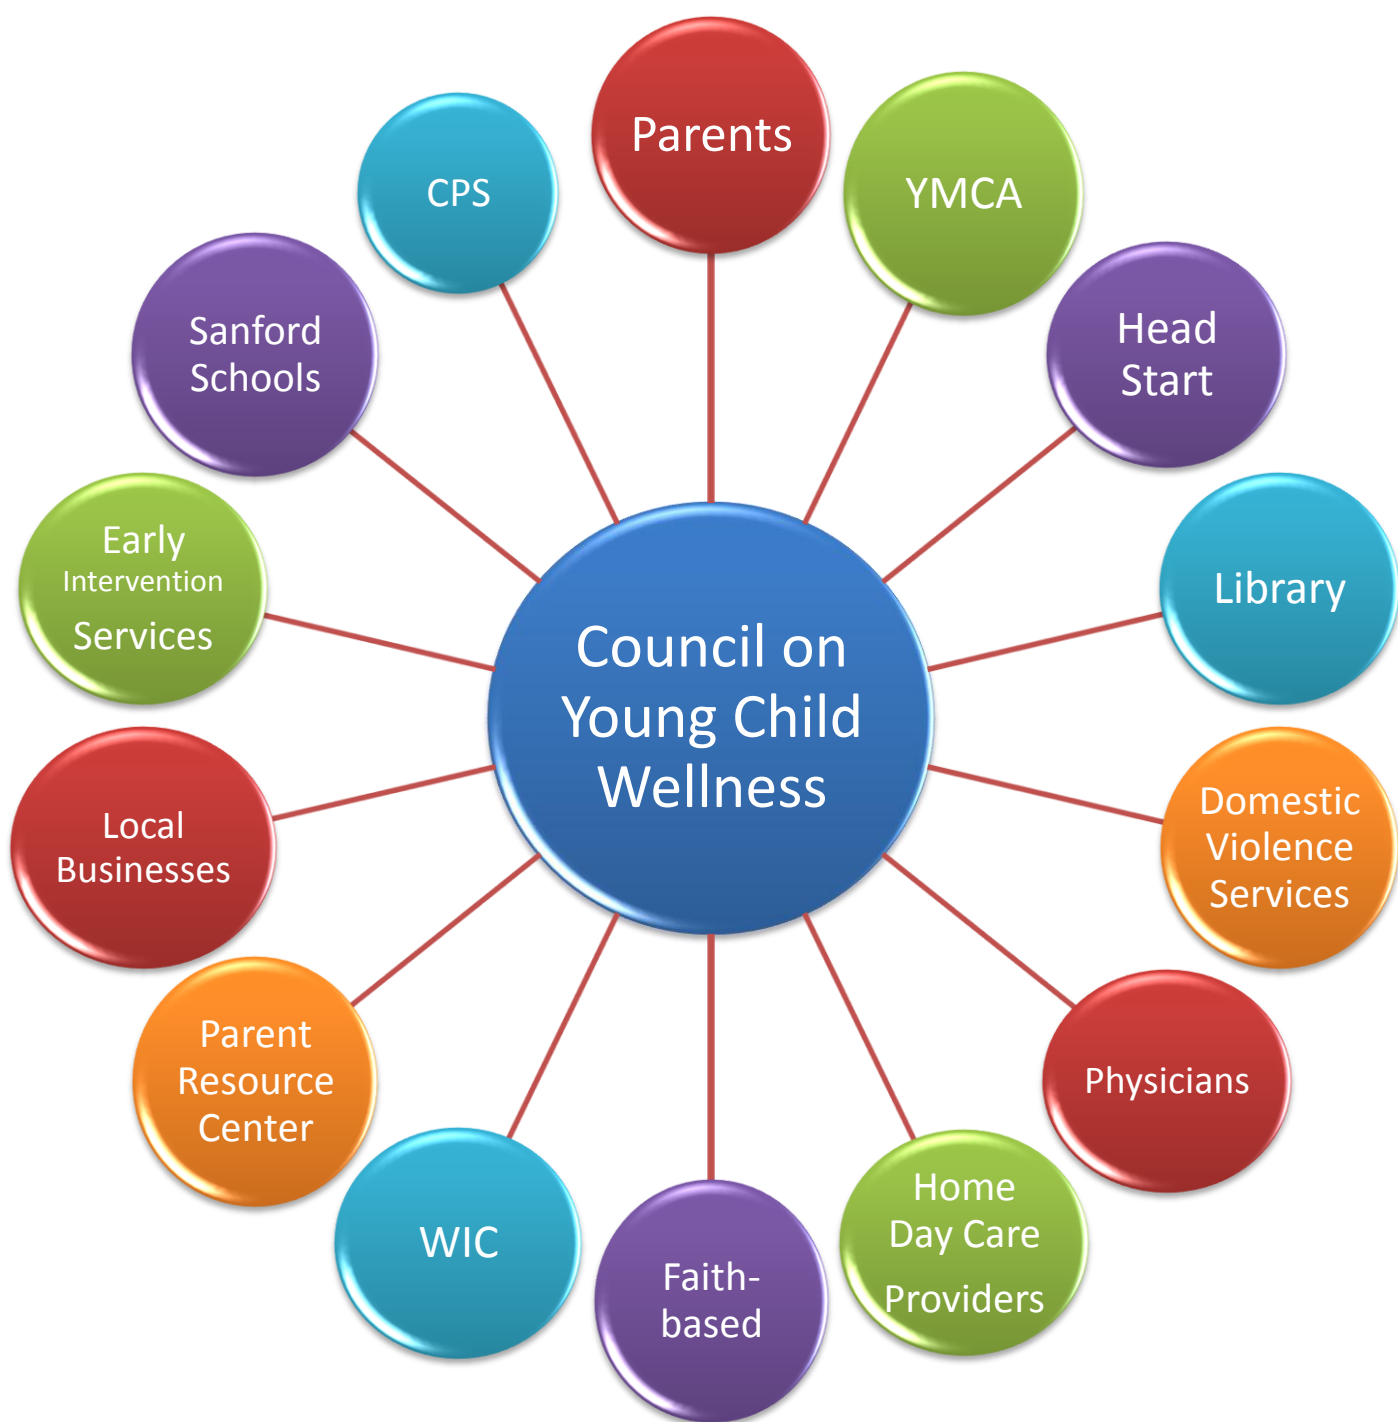 Parents
YMCA
Head
Start
Library
Domestic
Violence
Services
Physicians
Home
Day Care
Providers
Faith-
based
WIC
Parent
Resource
Center
Local
Businesses
Early
Intervention
Services
Sanford
Schools
CPS
Council on
Young Child
Wellness